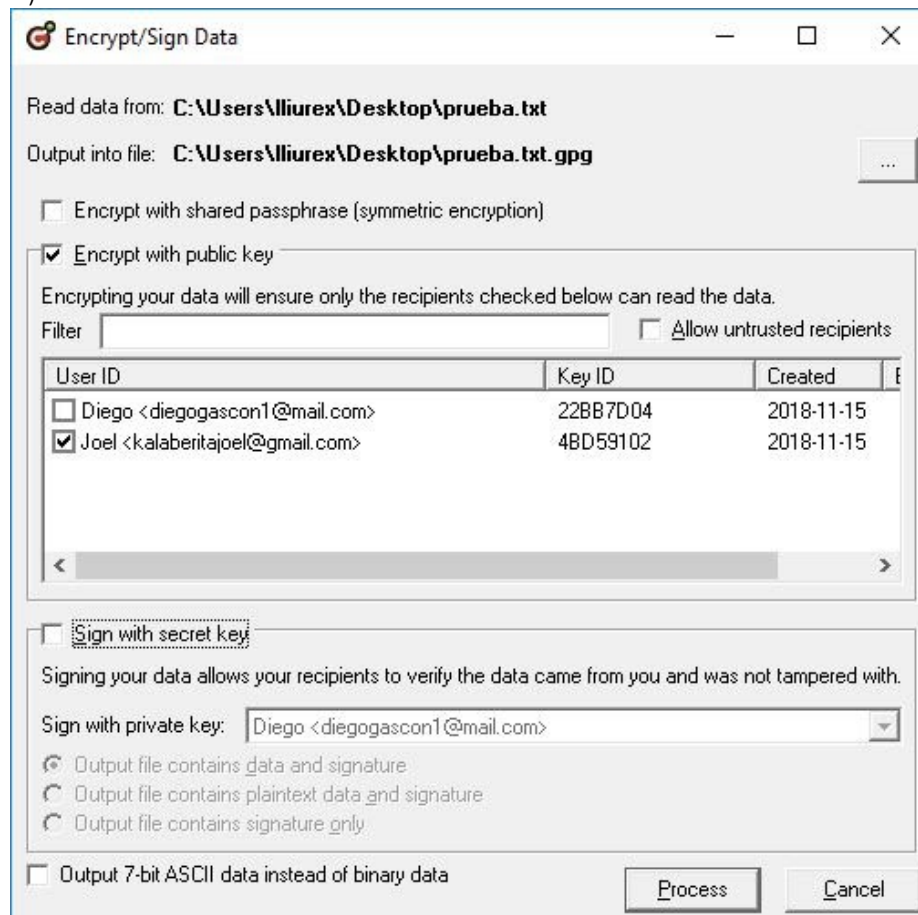 Encrypt/Sign Data
Read data from: C:\Users\lliurex\Desktop\prueba.txt
Output into file: C:\Users\lliurex\Desktop\prueba.txt.gpg
...
Encrypt with shared passphrase (symmetric encryption)
Encrypt with public key
Encrypting your data will ensure only the recipients checked below can read the data.
Filter Allow untrusted recipients
User ID Key ID Created
Diego <diegogascon1@mail.com> 22BB7D04 2018-11-15
Joel <kalaberitajoel@gmail.com> 4BD59102 2018-11-15
Sign with secret key
Signing your data allows your recipients to verify the data came from you and was not tampered with.
Sign with private key: Diego <diegogascon1@mail.com>
Output file contains data and signature
Output file contains plaintext data and signature
Output file contains signature only
Output 7-bit ASCII data instead of binary data
Process Cancel